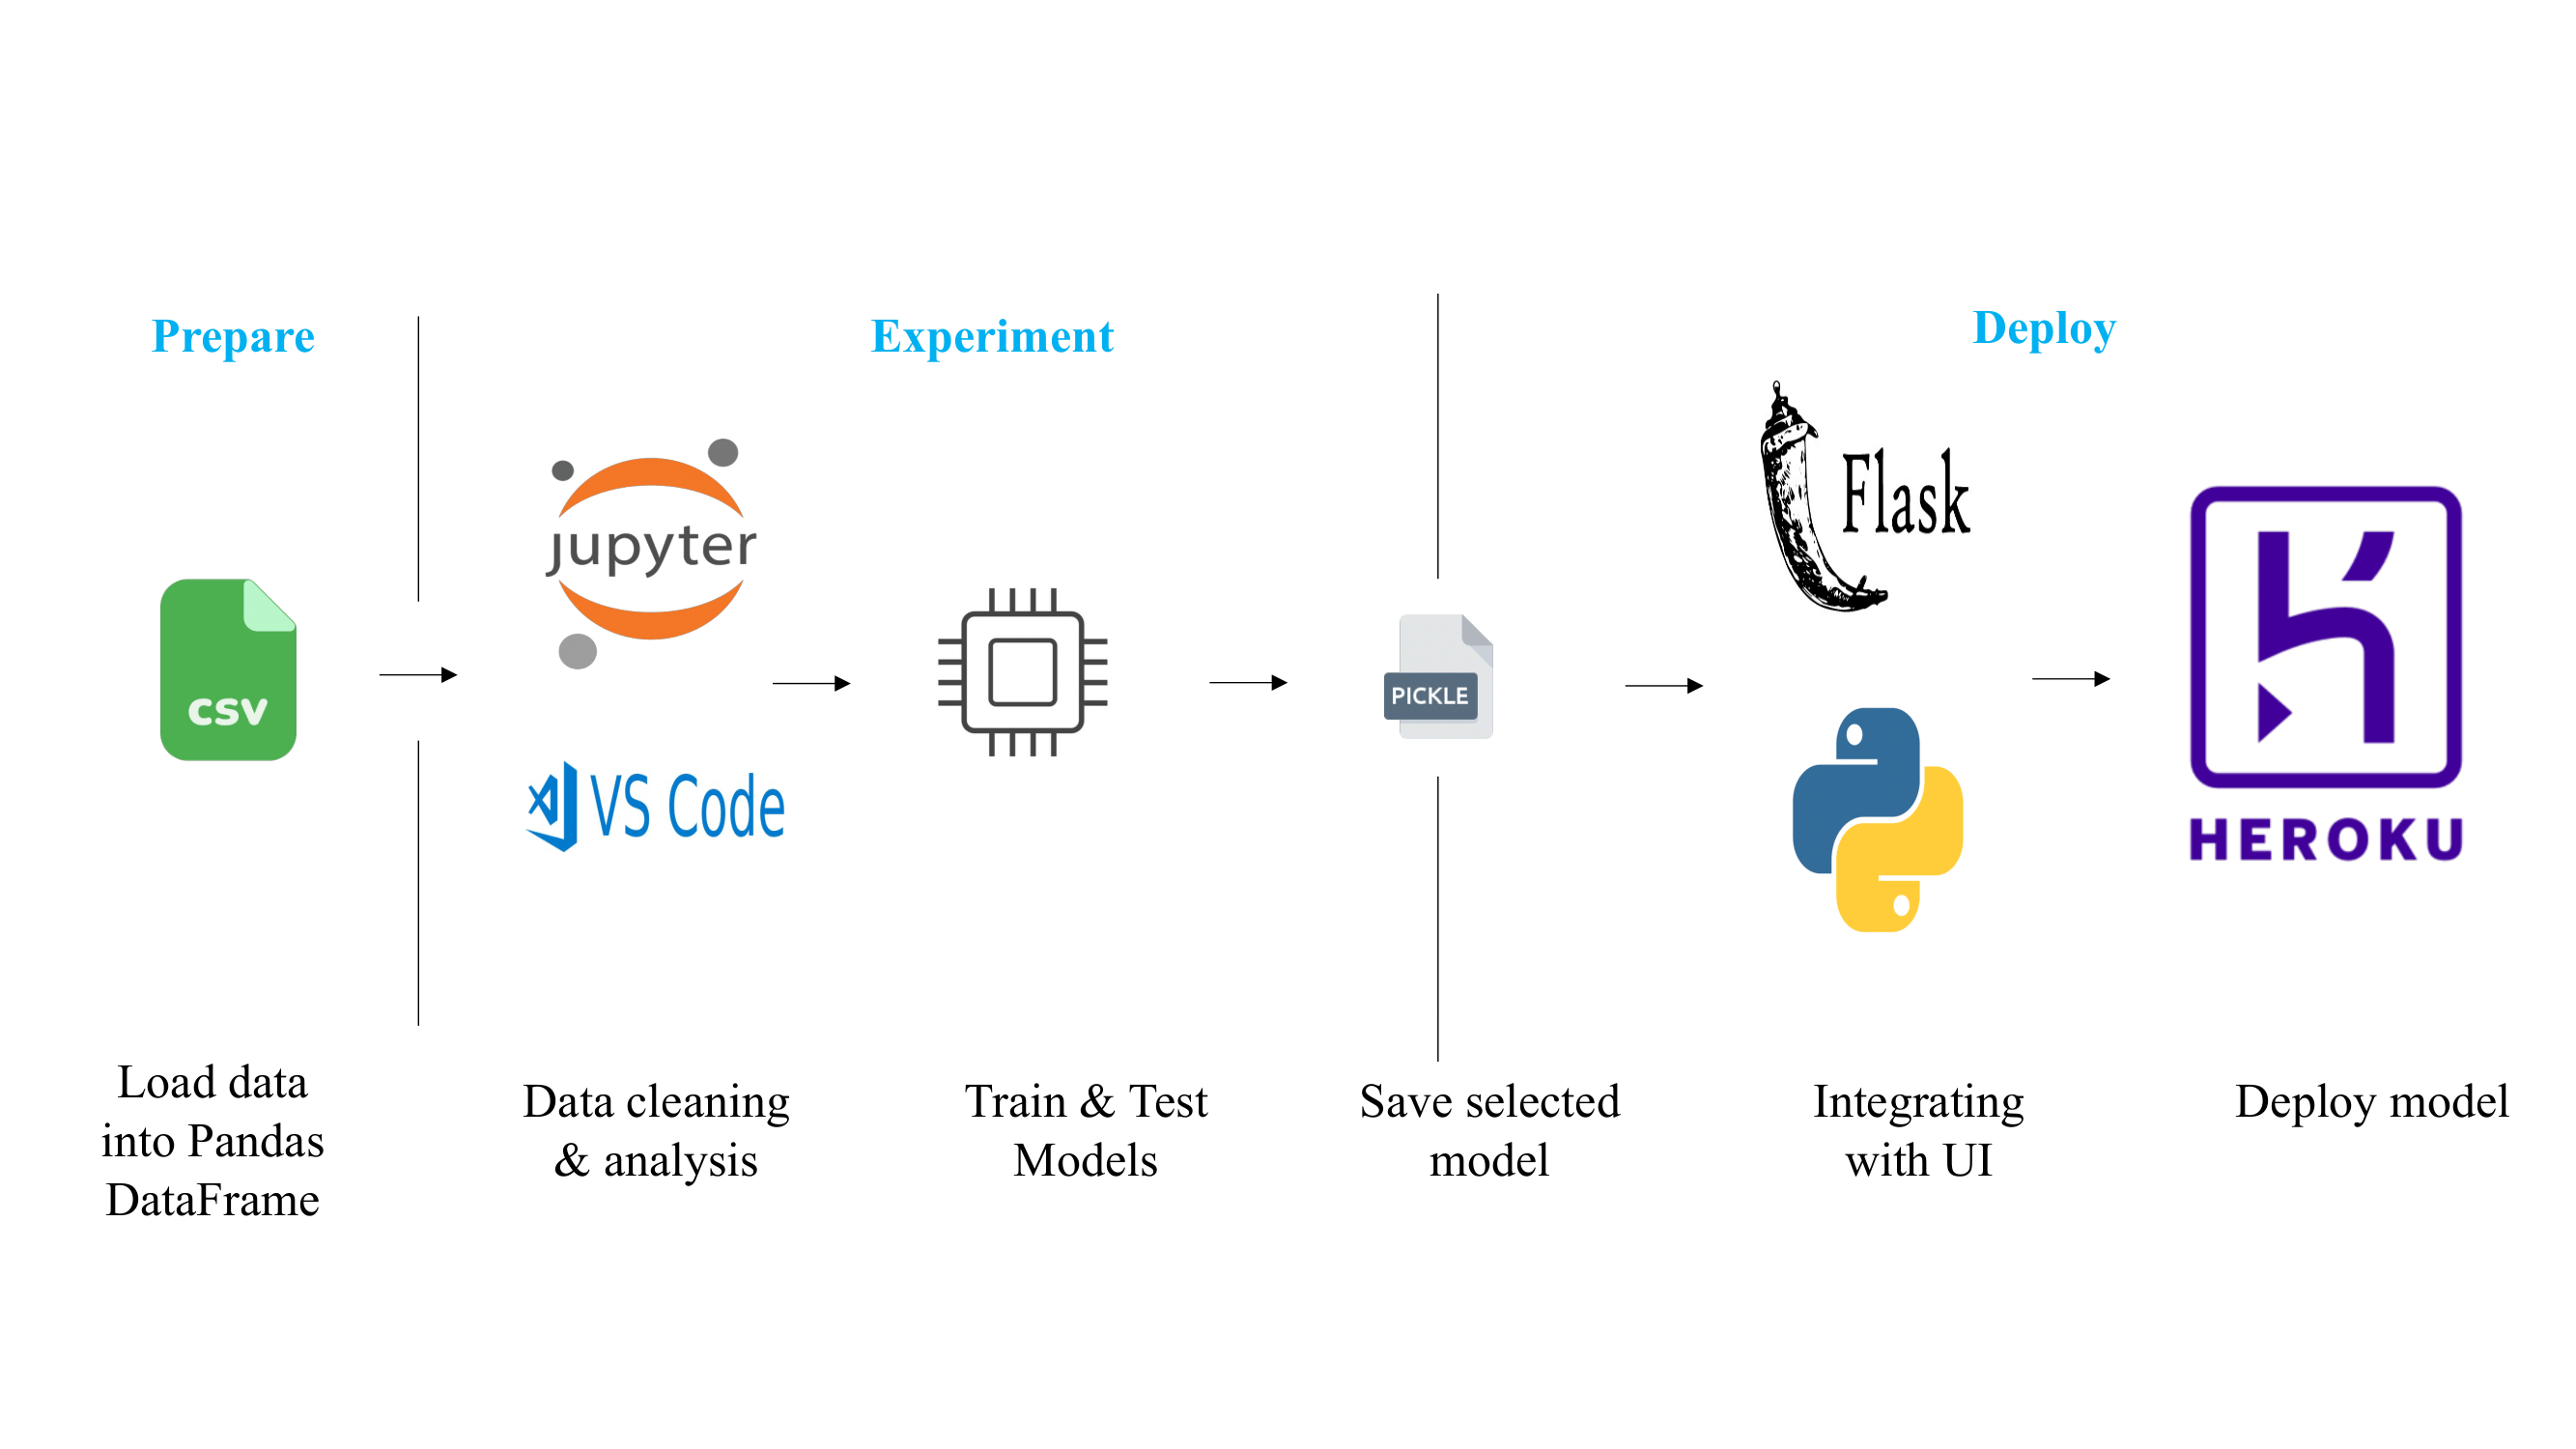 Prepare
Experiment
Deploy
CSV
jupyter
VS Code
PICKLE
Flask
HEROKU
Load data
into Pandas
DataFrame
Data cleaning
& analysis
Train & Test
Models
Save selected
model
Integrating
with UI
Deploy model